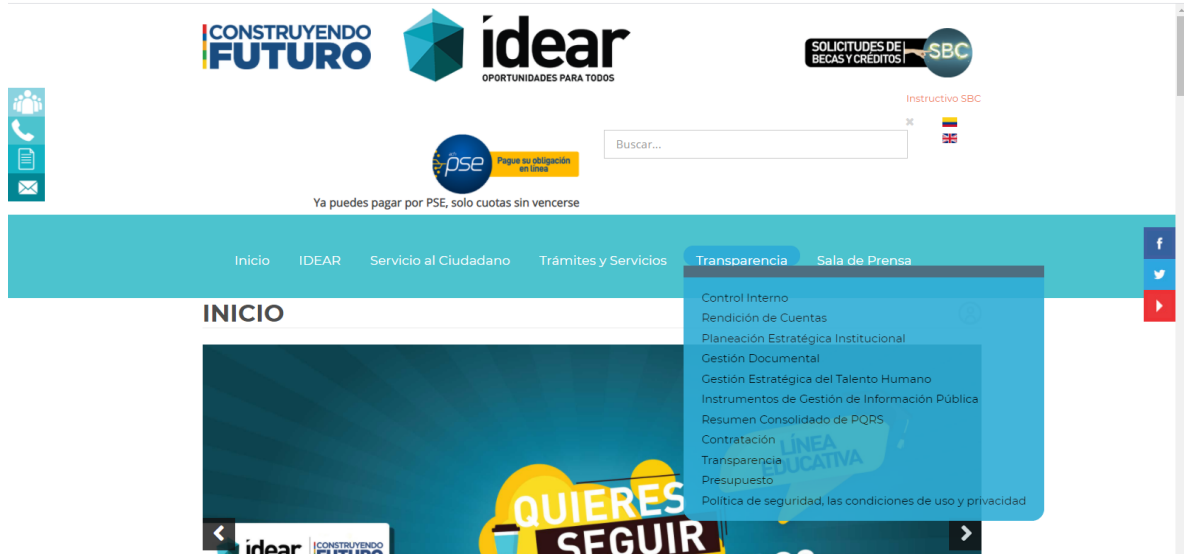 CONSTRUYENDO
FUTURO
idear
OPORTUNIDADES PARA TODOS
SOLICITUDES DE
BECAS Y CRÉDITOS
SBC
Instructivo SBC
Buscar...
en
pse
Pague su obligación
en línea
Ya puedes pagar por PSE, solo cuotas sin vencerse
Inicio IDEAR Servicio al Ciudadano Trámites y Servicios Transparencia Sala de Prensa
Control Interno
Rendición de Cuentas
Planeación Estratégica Institucional
Gestión Documental
Gestión Estratégica del Talento Humano
Instrumentos de Gestión de Información Pública
Resumen Consolidado de PQRS
Contratación
Transparencia
Presupuesto
Política de seguridad, las condiciones de uso y privacidad
INICIO
LÍNEA
EDUCATIVA
QUIERES
SEGUIR
idear
CONSTRUYENDO
FUTURO